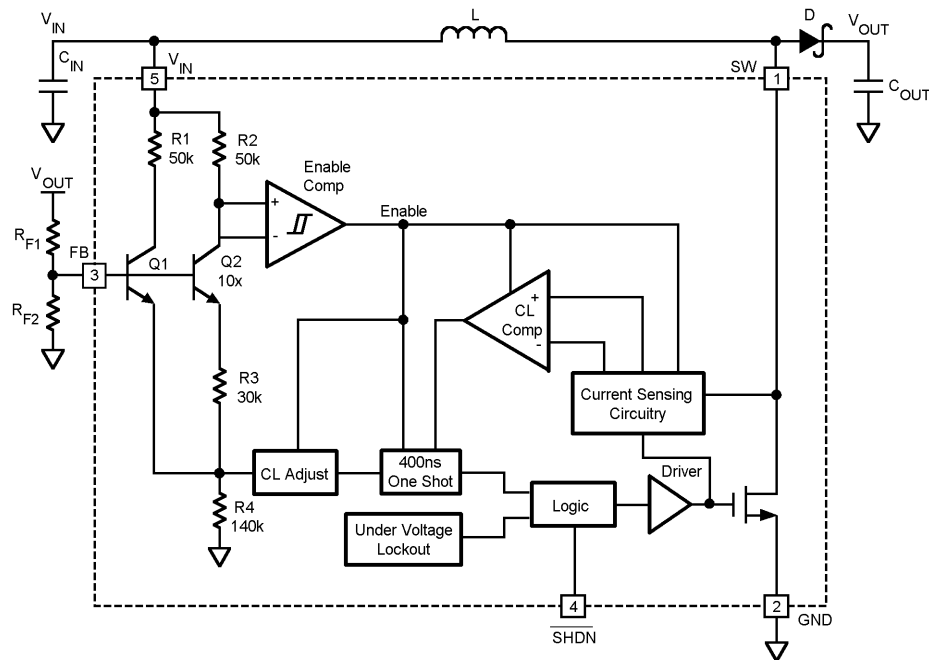 VIN
L
D
VOUT
CIN
5
VIN
SW
1
COUT
R1
50k
R2
50k
Enable
Comp
VOUT
+
-
Enable
RF1
FB
3
Q1
Q2
10x
RF2
+
CL
Comp
-
R3
30k
Current Sensing
Circuitry
CL Adjust
400ns
One Shot
Driver
R4
140k
Under Voltage
Lockout
Logic
4
SHDN
2
GND